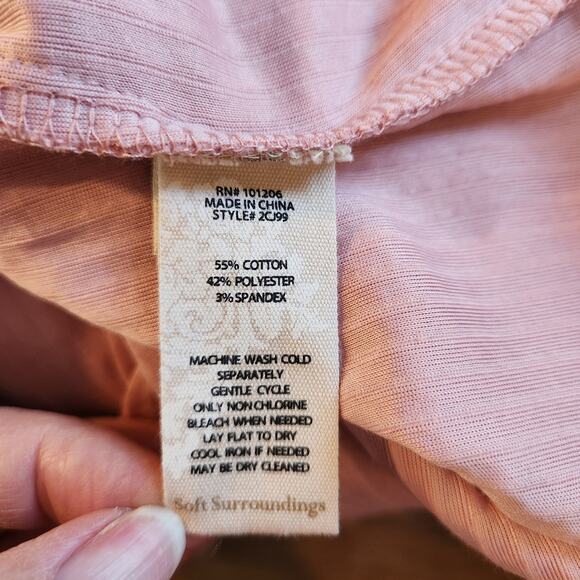 RN# 101206
MADE IN CHINA
STYLE# 2CJ99
55% COTTON
42% POLYESTER
3% SPANDEX
MACHINE WASH COLD
SEPARATELY
GENTLE CYCLE
ONLY NON CHLORINE
BLEACH WHEN NEEDED
LAY FLAT TO DRY
COOL IRON IF NEEDED
MAY BE DRY CLEANED
Soft Surroundings